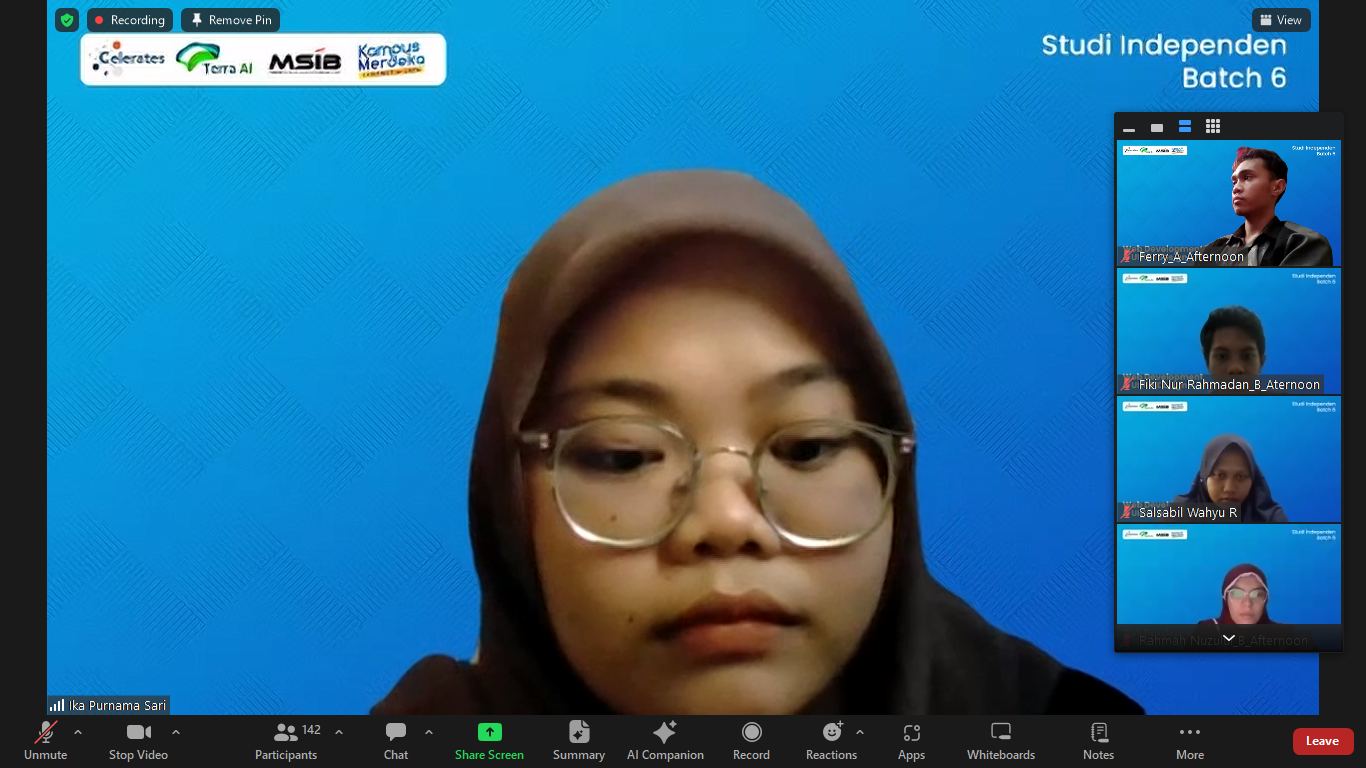 Recording
Remove Pin
View
Celerates
Terra AI
MSIB
Kampus
Merdeka
Studi Independen
Batch 6
Studi Independen
Batch 6
Web Development
Ferry_A_Afternoon
Studi Independen
Batch 6
Fiki Nur Rahmadan_B_Aternoon
Studi Independen
Batch 6
Salsabil Wahyu R
Studi Independen
Batch 6
Rahmah Nuzulul_B_Afternoon
Ika Purnama Sari
Unmute
Stop Video
142
Participants
Chat
Share Screen
Summary
AI Companion
Record
Reactions
Apps
Whiteboards
Notes
More
Leave